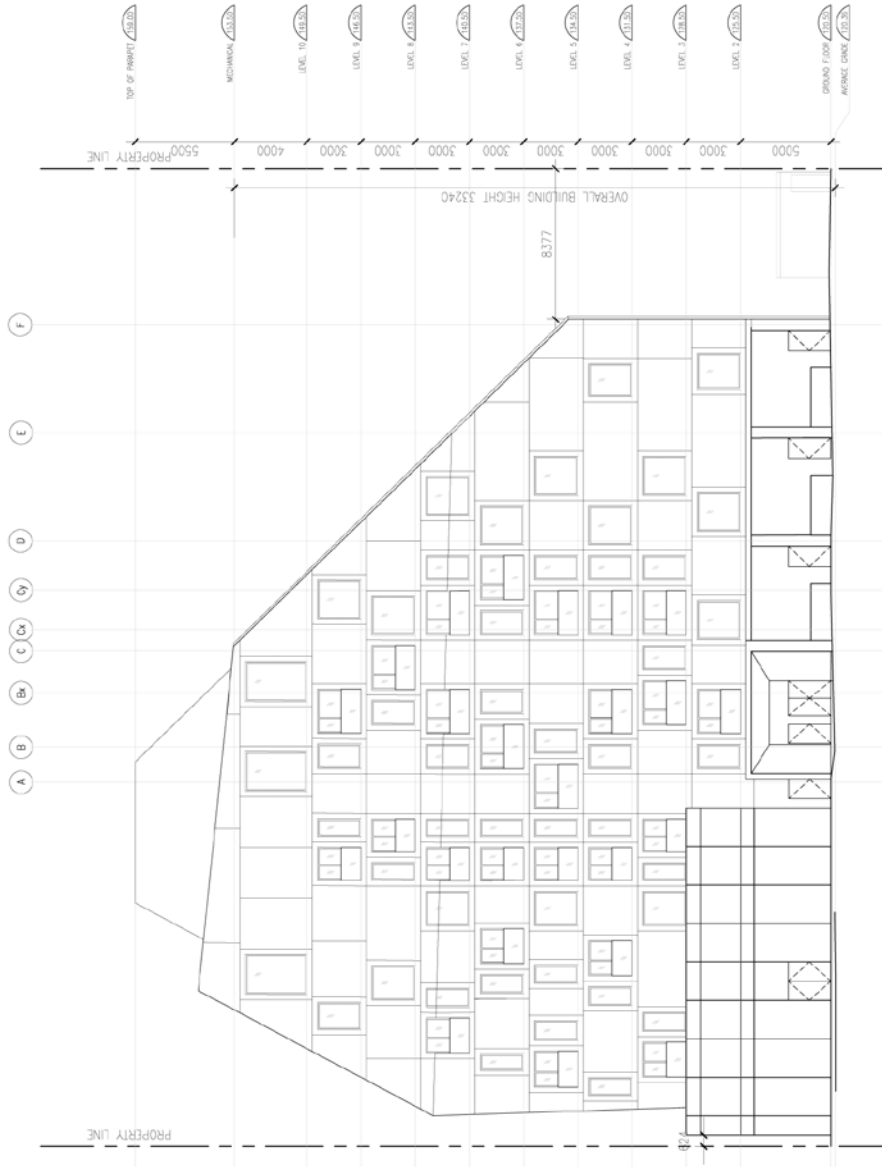 TOP OF PARAPET 159.00
MECHANICAL 153.50
LEVEL 10 149.50
LEVEL 9 146.50
LEVEL 8 143.50
LEVEL 7 140.50
LEVEL 6 137.50
LEVEL 5 134.50
LEVEL 4 131.50
LEVEL 3 128.50
LEVEL 2 125.50
GROUND FLOOR 120.50
AVERAGE GRADE 120.26
PROPERTY LINE
5500
4000
3000
3000
3000
3000
3000
3000
3000
3000
5000
OVERALL BUILDING HEIGHT 33240
8377
F
E
D
Cy
Cx
C
Bx
B
A
PROPERTY LINE
624